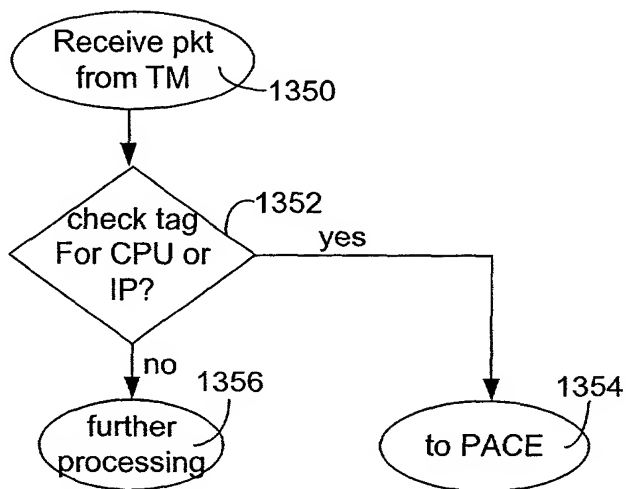 Receive pkt
from TM
1350
check tag
For CPU or
IP?
1352
yes
no
1356
further
processing
1354
to PACE